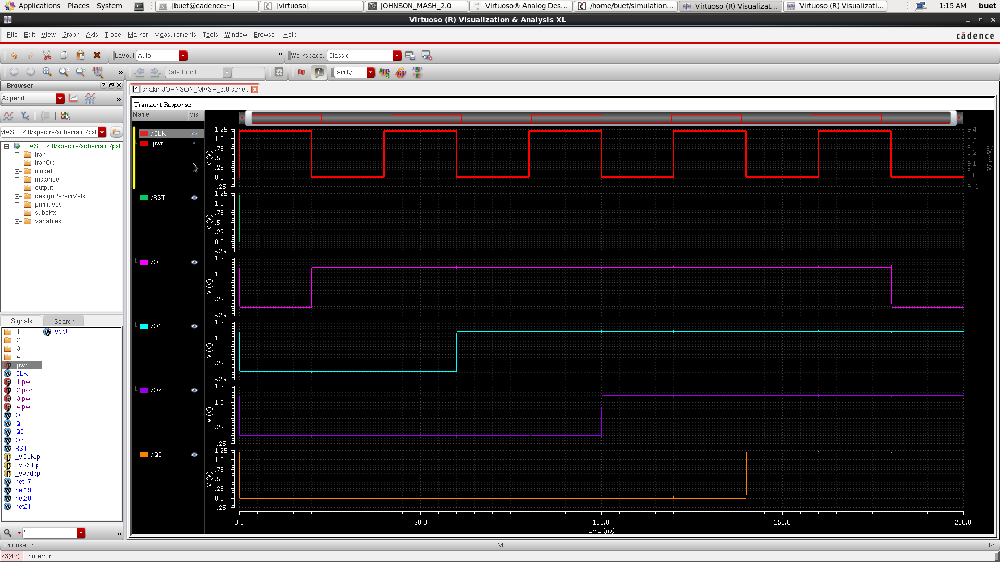 Applications Places System [buet@cadence:~] [virtuoso] JOHNSON_MASH_2.0 Virtuoso® Analog Des... /home/buet/simulation... Virtuoso (R) Visualizat... Virtuoso (R) Visualizati... 1:15 AM buet
Virtuoso (R) Visualization & Analysis XL
File Edit View Graph Axis Trace Marker Measurements Tools Window Browser Help
cādence
Layout: Auto » Workspace: Classic
» Data Point family
Browser
Append »
MASH_2.0/spectre/schematic/psf
...ASH_2.0/spectre/schematic/psf
tran
tranOp
model
instance
output
designParamVals
primitives
subckts
variables
Signals Search
I1 vdd!
I2
I3
I4
:pwr
CLK
I1:pwr
I2:pwr
I3:pwr
I4:pwr
Q0
Q1
Q2
Q3
RST
_vCLK:p
_vRST:p
_vvdd!:p
net17
net19
net20
net21
* »
shakir JOHNSON_MASH_2.0 sche...
Transient Response
Name Vis
/CLK
:pwr
V (V)
1.25
1.0
.75
.5
.25
0.0
-.25
W (mW)
4
3
2
1
0
-1
/RST
V (V)
1.25
1.0
.75
.5
.25
0.0
-.25
/Q0
V (V)
1.5
1.0
.25
-.25
/Q1
V (V)
1.5
1.0
.25
-.25
/Q2
V (V)
1.5
1.0
.25
-.25
/Q3
V (V)
1.25
1.0
.75
.5
.25
0.0
-.25
0.0 50.0 100.0 150.0 200.0
time (ns)
mouse L: M: R:
23(46) no error